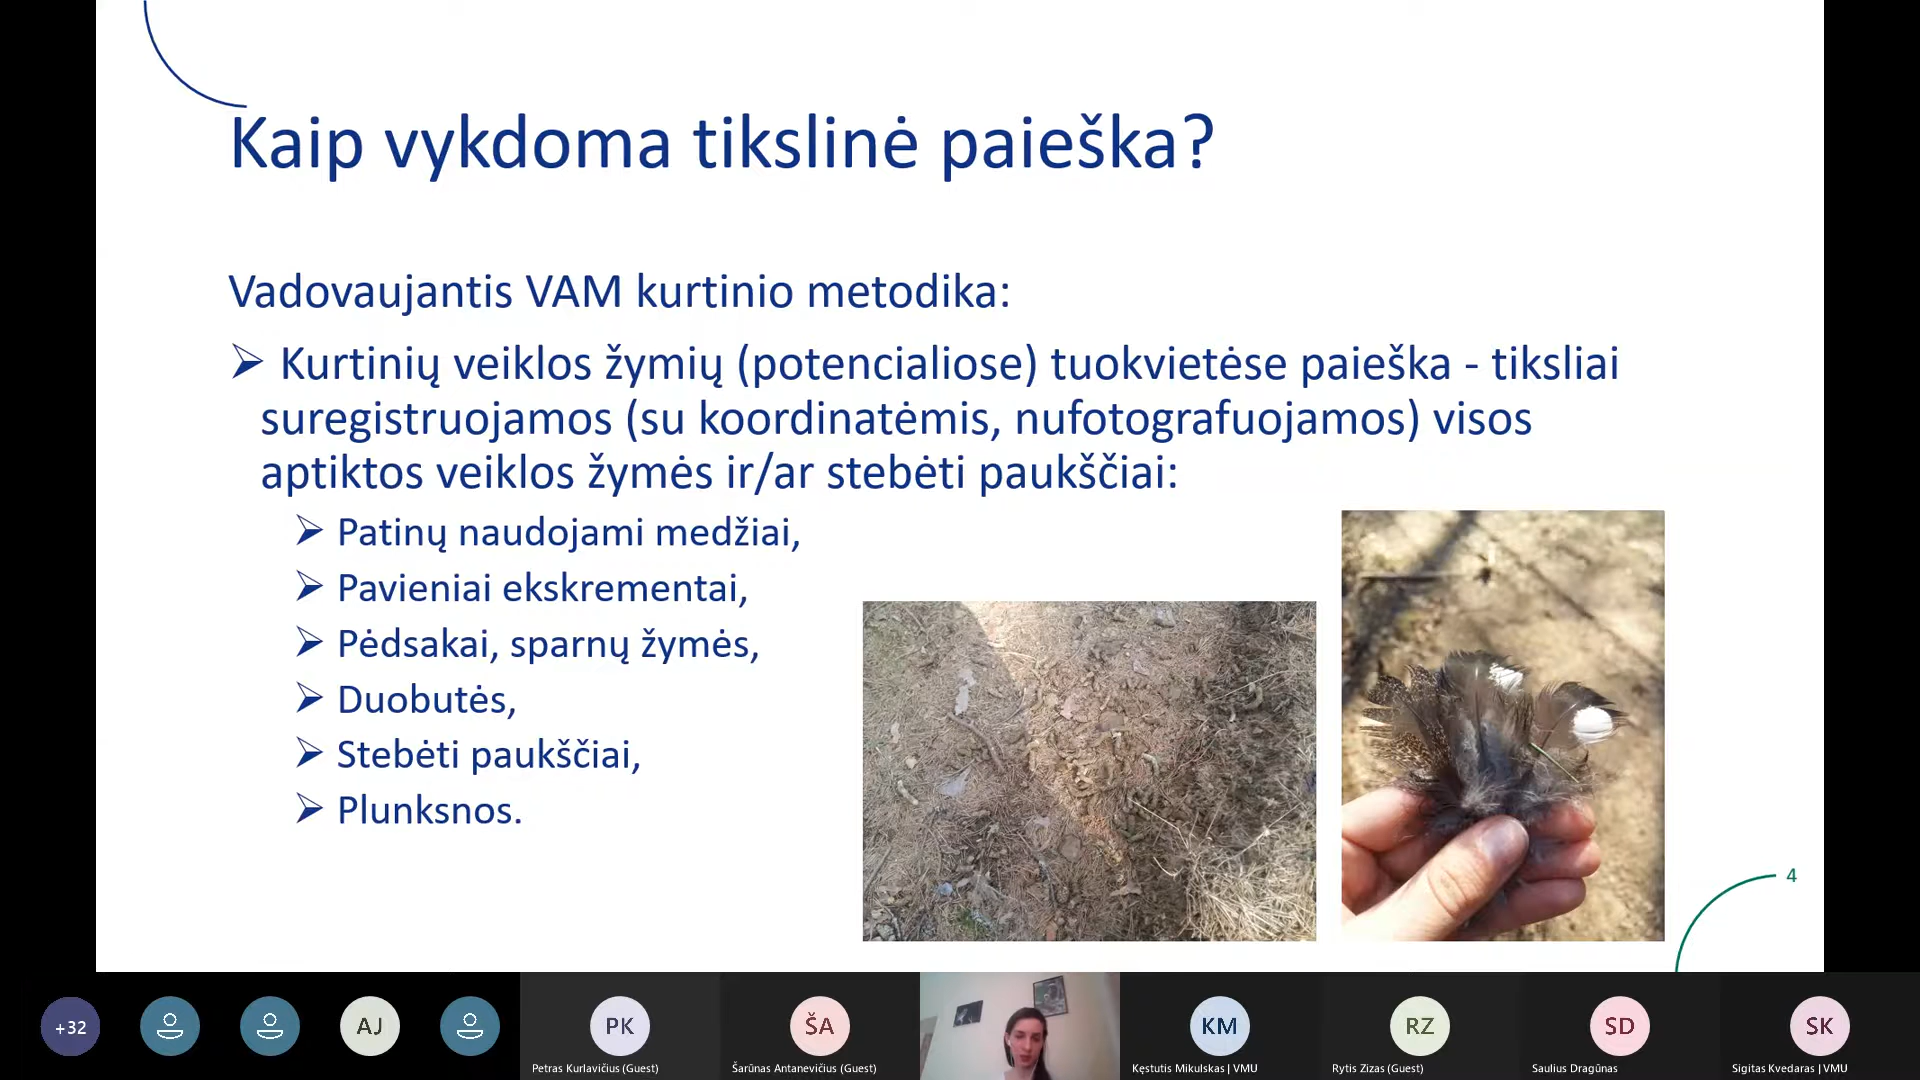 Kaip vykdoma tikslinė paieška?
Vadovaujantis VAM kurtinio metodika:
➢ Kurtinių veiklos žymių (potencialiose) tuokvietėse paieška - tiksliai
suregistruojamos (su koordinatėmis, nufotografuojamos) visos
aptiktos veiklos žymės ir/ar stebėti paukščiai:
➢ Patinų naudojami medžiai,
➢ Pavieniai ekskrementai,
➢ Pėdsakai, sparnų žymės,
➢ Duobutės,
➢ Stebėti paukščiai,
➢ Plunksnos.
4
+32
AJ
PK
ŠA
KM
RZ
SD
SK
Petras Kurlavičius (Guest)
Šarūnas Antanevičius (Guest)
Kęstutis Mikulskas | VMU
Rytis Zizas (Guest)
Saulius Dragūnas
Sigitas Kvedaras | VMU